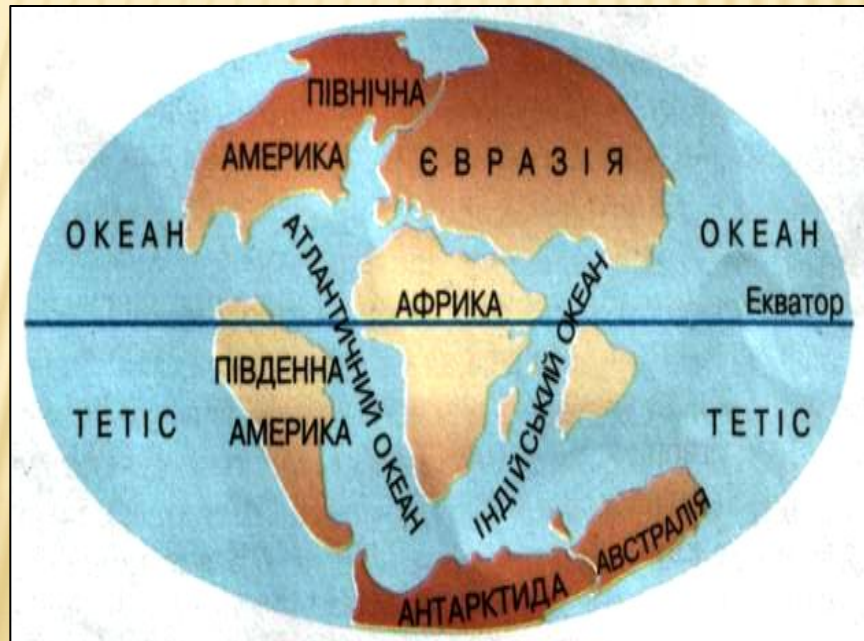 ПІВНІЧНА
АМЕРИКА
ЄВРАЗІЯ
ОКЕАН
АТЛАНТИЧНИЙ ОКЕАН
ОКЕАН
АФРИКА
ІНДІЙСЬКИЙ ОКЕАН
Екватор
ПІВДЕННА
АМЕРИКА
ТЕТІС
ТЕТІС
АНТАРКТИДА
АВСТРАЛІЯ